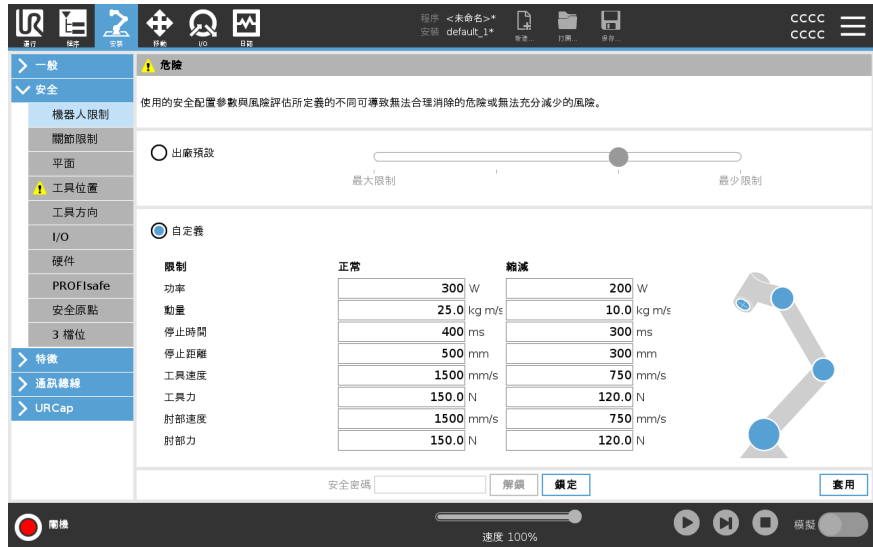 程序 <未命名>*
安裝 default_1*
運行 程序 安裝 移動 I/O 日誌
新建... 打開... 保存...
cccc
cccc
一般
安全
機器人限制
關節限制
平面
工具位置
工具方向
I/O
硬件
PROFIsafe
安全原點
3 檔位
特徵
通訊總線
URCap
危險
使用的安全配置參數與風險評估所定義的不同可導致無法合理消除的危險或無法充分減少的風險。
出廠預設
最大限制 最少限制
自定義
限制 正常 縮減
功率 300 W 200 W
動量 25.0 kg m/s 10.0 kg m/s
停止時間 400 ms 300 ms
停止距離 500 mm 300 mm
工具速度 1500 mm/s 750 mm/s
工具力 150.0 N 120.0 N
肘部速度 1500 mm/s 750 mm/s
肘部力 150.0 N 120.0 N
安全密碼 解鎖 鎖定 套用
關機
速度 100%
模擬